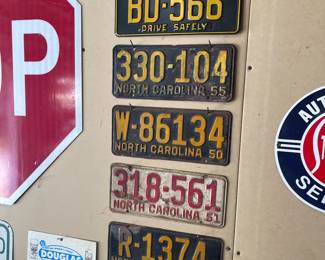 OP
BD-566
DRIVE SAFELY
330-104
NORTH CAROLINA 55
W-86134
NORTH CAROLINA 50
318-561
NORTH CAROLINA 51
R-1374
AUT
SE
DOUGLAS